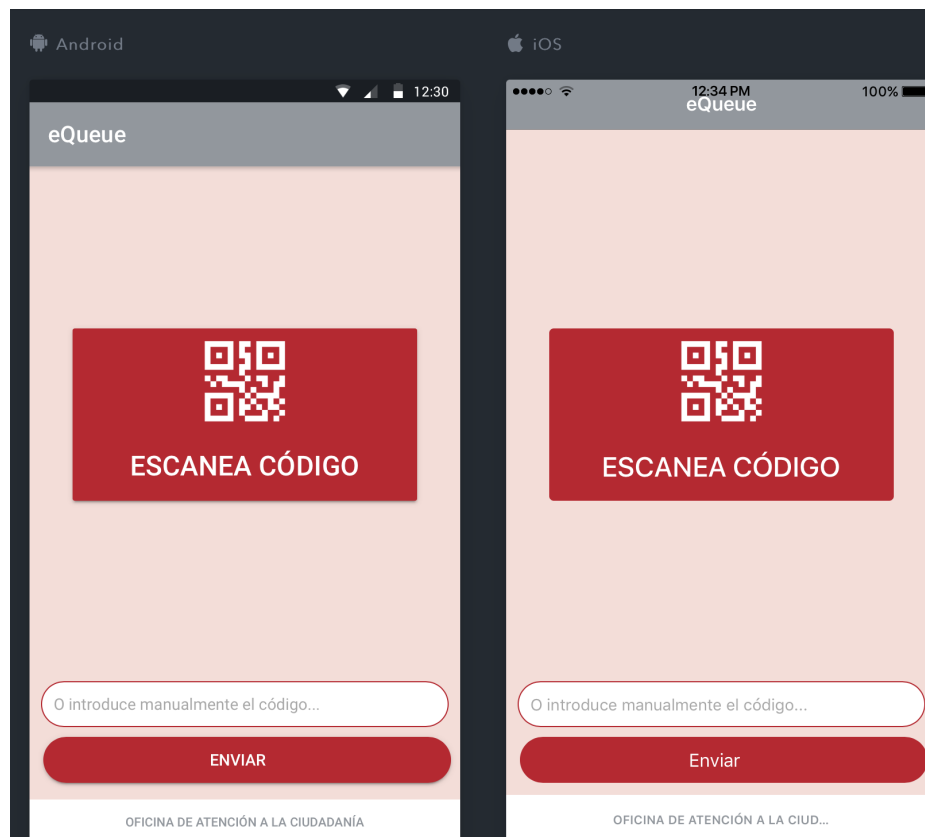 Android
12:30
eQueue
ESCANEA CÓDIGO
O introduce manualmente el código...
ENVIAR
OFICINA DE ATENCIÓN A LA CIUDADANÍA
iOS
12:34 PM
100%
eQueue
ESCANEA CÓDIGO
O introduce manualmente el código...
Enviar
OFICINA DE ATENCIÓN A LA CIUD...